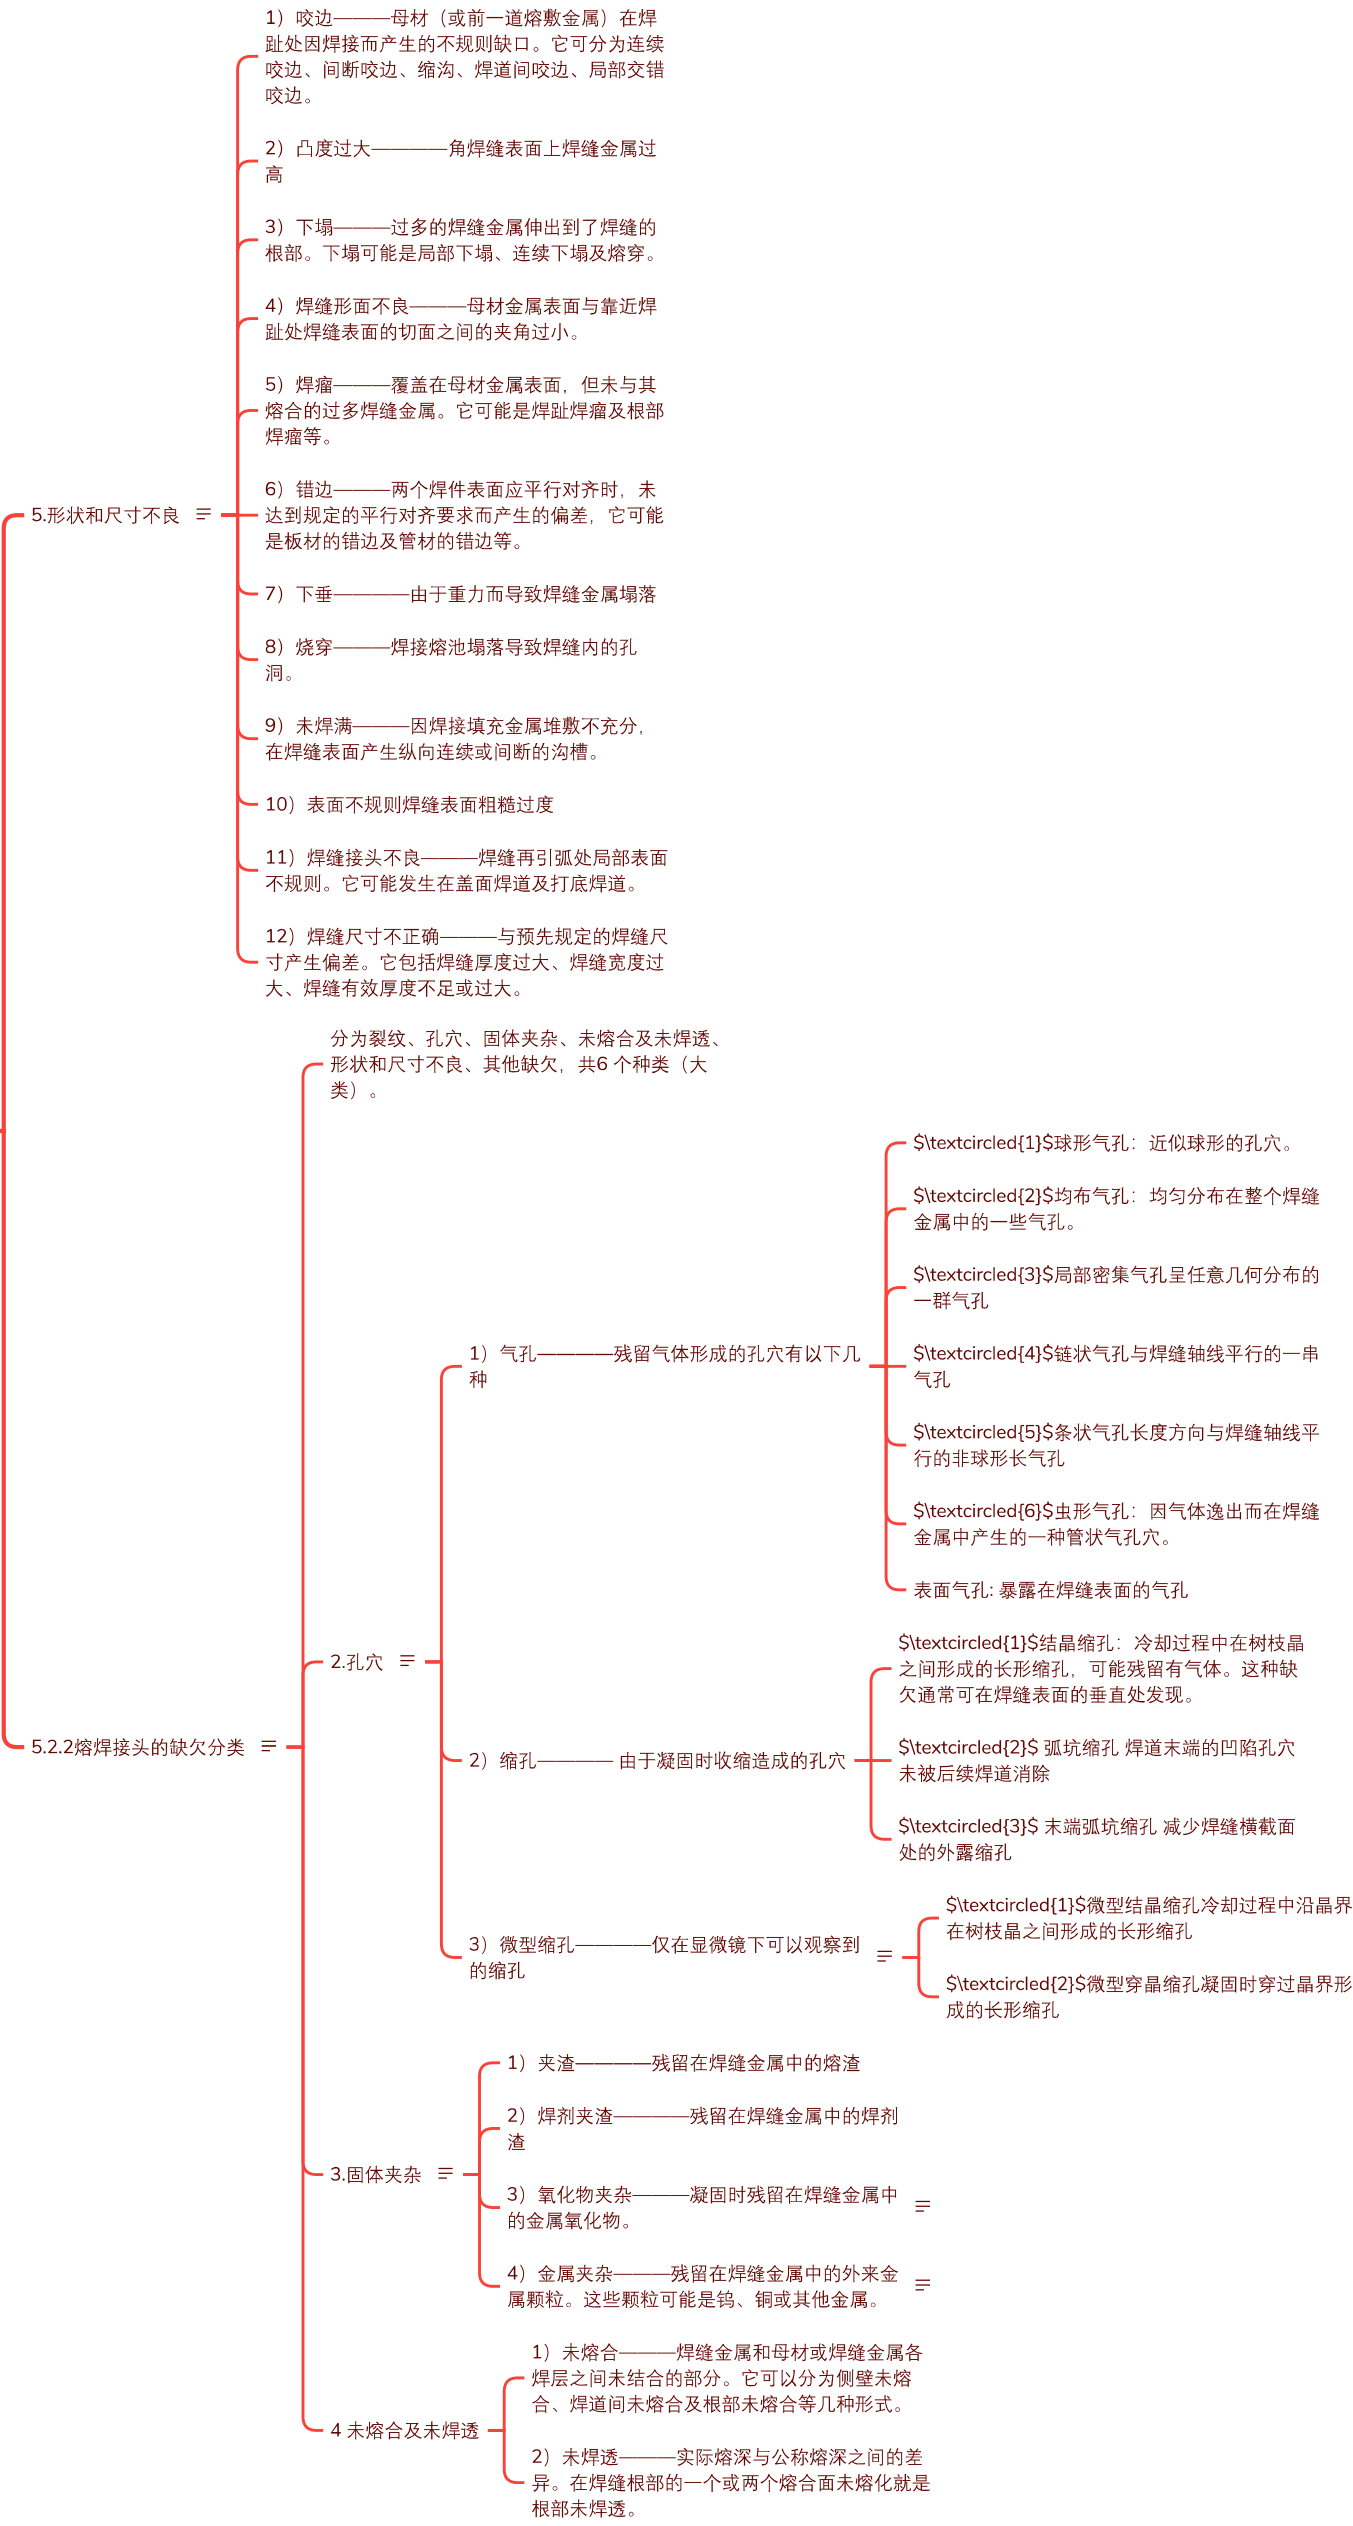 1）咬边———母材（或前一道熔敷金属）在焊
趾处因焊接而产生的不规则缺口。它可分为连续
咬边、间断咬边、缩沟、焊道间咬边、局部交错
咬边。
2）凸度过大————角焊缝表面上焊缝金属过
高
3）下塌———过多的焊缝金属伸出到了焊缝的
根部。下塌可能是局部下塌、连续下塌及熔穿。
4）焊缝形面不良———母材金属表面与靠近焊
趾处焊缝表面的切面之间的夹角过小。
5）焊瘤———覆盖在母材金属表面，但未与其
熔合的过多焊缝金属。它可能是焊趾焊瘤及根部
焊瘤等。
5.形状和尺寸不良
6）错边———两个焊件表面应平行对齐时，未
达到规定的平行对齐要求而产生的偏差，它可能
是板材的错边及管材的错边等。
7）下垂————由于重力而导致焊缝金属塌落
8）烧穿———焊接熔池塌落导致焊缝内的孔
洞。
9）未焊满———因焊接填充金属堆敷不充分，
在焊缝表面产生纵向连续或间断的沟槽。
10）表面不规则焊缝表面粗糙过度
11）焊缝接头不良———焊缝再引弧处局部表面
不规则。它可能发生在盖面焊道及打底焊道。
12）焊缝尺寸不正确———与预先规定的焊缝尺
寸产生偏差。它包括焊缝厚度过大、焊缝宽度过
大、焊缝有效厚度不足或过大。
5.2.2熔焊接头的缺欠分类
分为裂纹、孔穴、固体夹杂、未熔合及未焊透、
形状和尺寸不良、其他缺欠，共6 个种类（大
类）。
2.孔穴
1）气孔————残留气体形成的孔穴有以下几
种
$\textcircled{1}$球形气孔：近似球形的孔穴。
$\textcircled{2}$均布气孔：均匀分布在整个焊缝
金属中的一些气孔。
$\textcircled{3}$局部密集气孔呈任意几何分布的
一群气孔
$\textcircled{4}$链状气孔与焊缝轴线平行的一串
气孔
$\textcircled{5}$条状气孔长度方向与焊缝轴线平
行的非球形长气孔
$\textcircled{6}$虫形气孔：因气体逸出而在焊缝
金属中产生的一种管状气孔穴。
表面气孔: 暴露在焊缝表面的气孔
2）缩孔———— 由于凝固时收缩造成的孔穴
$\textcircled{1}$结晶缩孔：冷却过程中在树枝晶
之间形成的长形缩孔，可能残留有气体。这种缺
欠通常可在焊缝表面的垂直处发现。
$\textcircled{2}$ 弧坑缩孔 焊道末端的凹陷孔穴
未被后续焊道消除
$\textcircled{3}$ 末端弧坑缩孔 减少焊缝横截面
处的外露缩孔
3）微型缩孔————仅在显微镜下可以观察到
的缩孔
$\textcircled{1}$微型结晶缩孔冷却过程中沿晶界
在树枝晶之间形成的长形缩孔
$\textcircled{2}$微型穿晶缩孔凝固时穿过晶界形
成的长形缩孔
3.固体夹杂
1）夹渣————残留在焊缝金属中的熔渣
2）焊剂夹渣————残留在焊缝金属中的焊剂
渣
3）氧化物夹杂———凝固时残留在焊缝金属中
的金属氧化物。
4）金属夹杂———残留在焊缝金属中的外来金
属颗粒。这些颗粒可能是钨、铜或其他金属。
4 未熔合及未焊透
1）未熔合———焊缝金属和母材或焊缝金属各
焊层之间未结合的部分。它可以分为侧壁未熔
合、焊道间未熔合及根部未熔合等几种形式。
2）未焊透———实际熔深与公称熔深之间的差
异。在焊缝根部的一个或两个熔合面未熔化就是
根部未焊透。